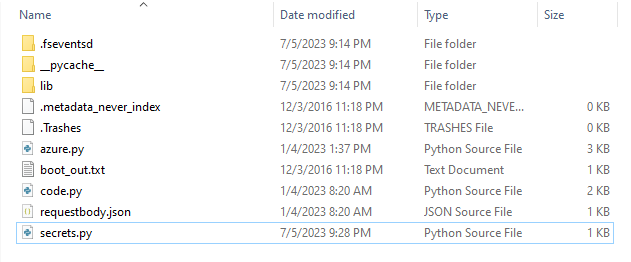 Name Date modified Type Size
.fseventsd 7/5/2023 9:14 PM File folder
__pycache__ 7/5/2023 9:14 PM File folder
lib 7/5/2023 9:14 PM File folder
.metadata_never_index 12/3/2016 11:18 PM METADATA_NEVE... 0 KB
.Trashes 12/3/2016 11:18 PM TRASHES File 0 KB
azure.py 1/4/2023 1:37 PM Python Source File 3 KB
boot_out.txt 12/3/2016 11:18 PM Text Document 1 KB
code.py 1/4/2023 8:20 AM Python Source File 2 KB
requestbody.json 1/4/2023 8:20 AM JSON Source File 1 KB
secrets.py 7/5/2023 9:28 PM Python Source File 1 KB